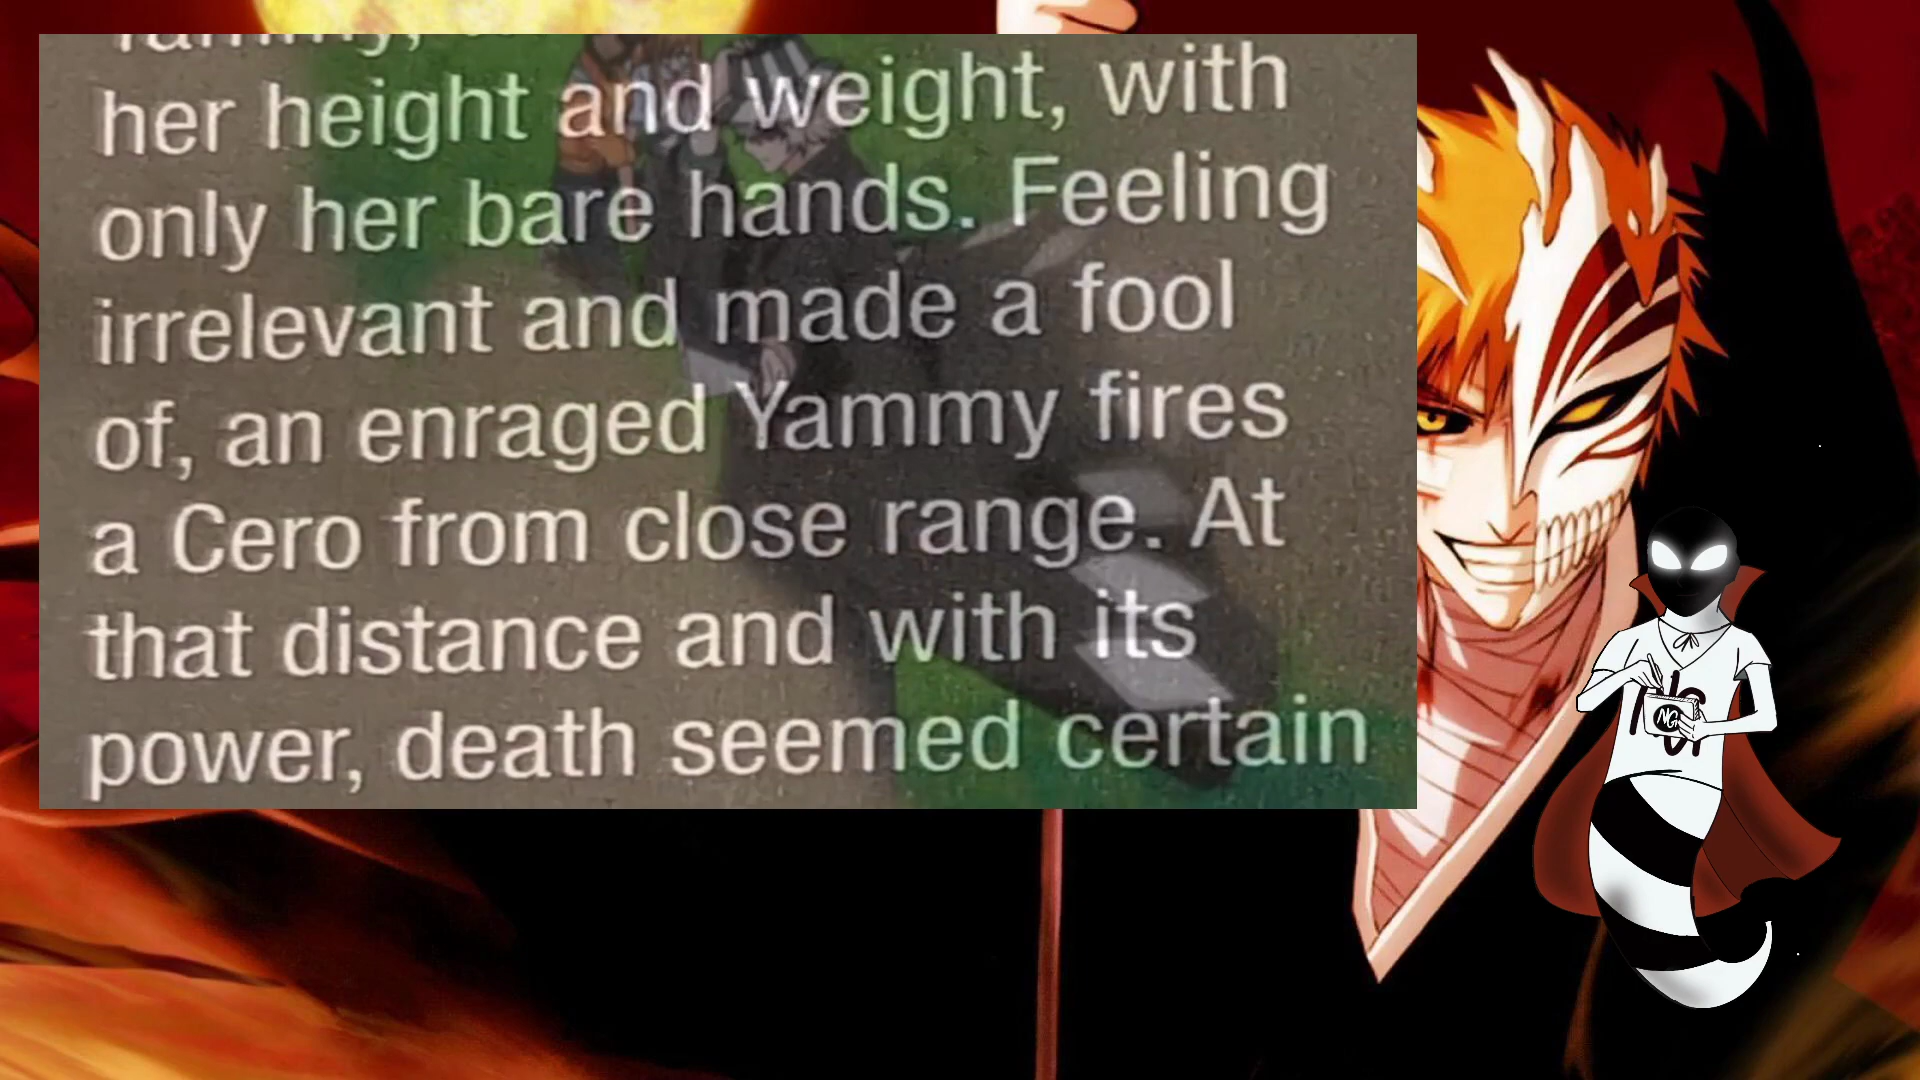 her height and weight, with
only her bare hands. Feeling
irrelevant and made a fool
of, an enraged Yammy fires
a Cero from close range. At
that distance and with its
power, death seemed certain
NG